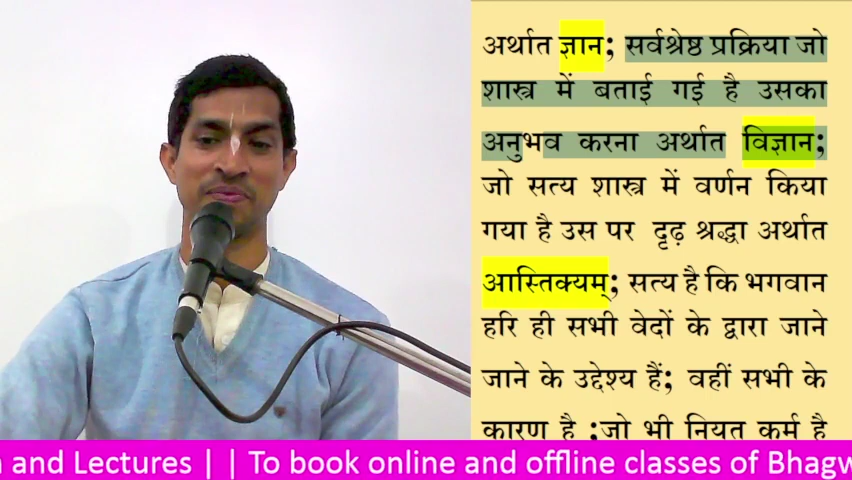 अर्थात ज्ञान; सर्वश्रेष्ठ प्रक्रिया जो
शास्त्र में बताई गई है उसका
अनुभव करना अर्थात विज्ञान;
जो सत्य शास्त्र में वर्णन किया
गया है उस पर दृढ़ श्रद्धा अर्थात
आस्तिक्यम्; सत्य है कि भगवान
हरि ही सभी वेदों के द्वारा जाने
जाने के उद्देश्य हैं; वहीं सभी के
कारण है ;जो भी नियत कर्म है
and Lectures | | To book online and offline classes of Bhagw